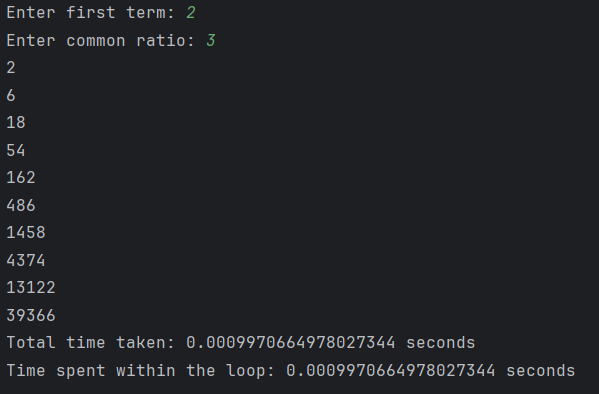 Enter first term: 2
Enter common ratio: 3
2
6
18
54
162
486
1458
4374
13122
39366
Total time taken: 0.0009970664978027344 seconds
Time spent within the loop: 0.0009970664978027344 seconds